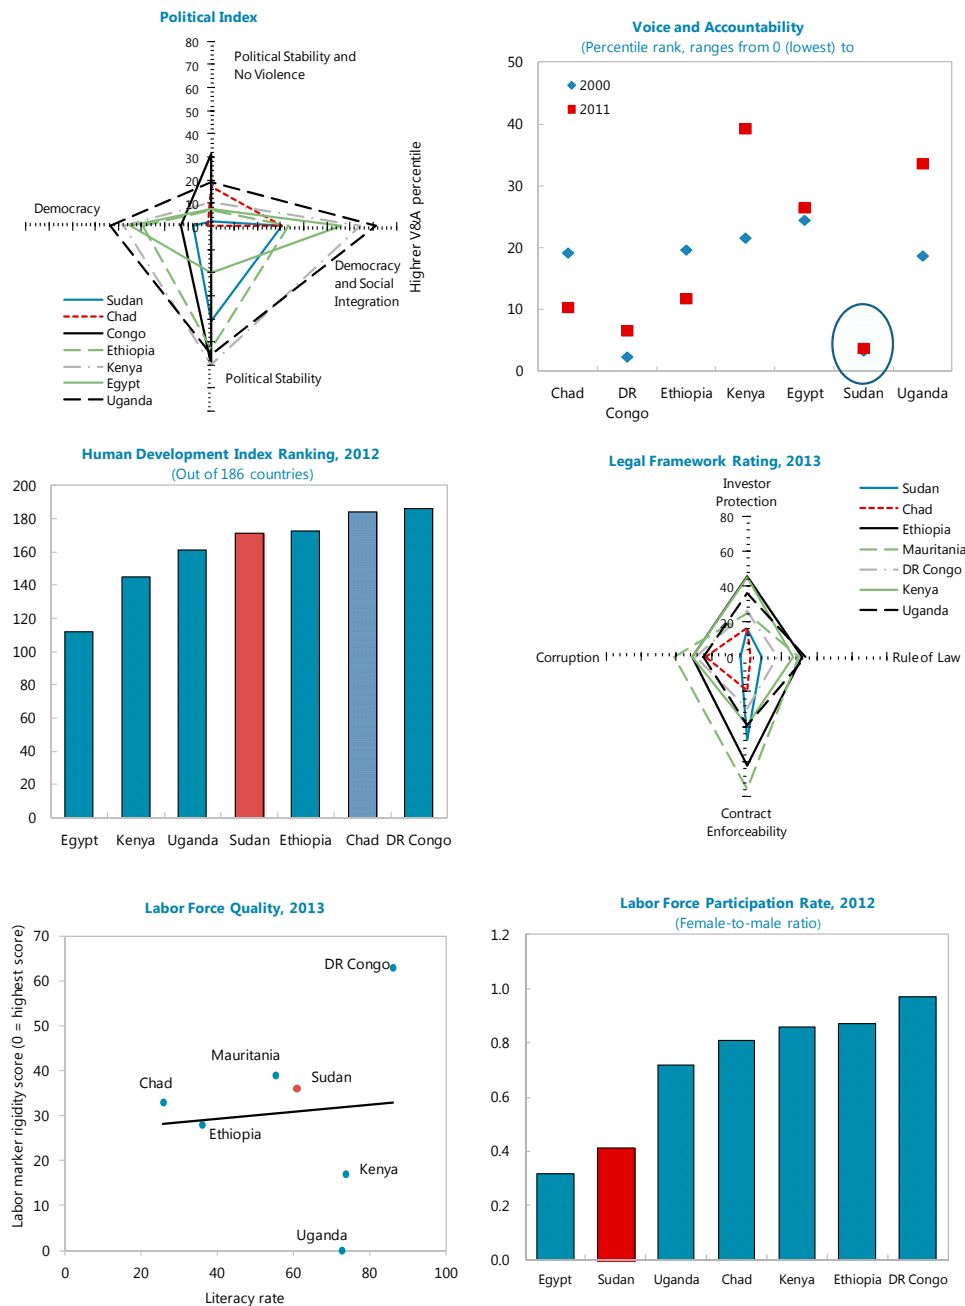 Political Index
80
70
60
50
40
30
20
10
0
Political Stability and
No Violence
Democracy
Democracy
and Social
Integration
Highrer V&A percentile
Political Stability
Sudan
Chad
Congo
Ethiopia
Kenya
Egypt
Uganda
Voice and Accountability
(Percentile rank, ranges from 0 (lowest) to
50
40
30
20
10
0
2000
2011
Chad
DR
Congo
Ethiopia
Kenya
Egypt
Sudan
Uganda
Human Development Index Ranking, 2012
(Out of 186 countries)
200
180
160
140
120
100
80
60
40
20
0
Egypt
Kenya
Uganda
Sudan
Ethiopia
Chad
DR Congo
Legal Framework Rating, 2013
Investor
Protection
80
60
40
20
0
Corruption
Rule of Law
Contract
Enforceability
Sudan
Chad
Ethiopia
Mauritania
DR Congo
Kenya
Uganda
Labor Force Quality, 2013
Labor marker rigidity score (0 = highest score)
70
60
50
40
30
20
10
0
DR Congo
Mauritania
Sudan
Chad
Ethiopia
Kenya
Uganda
0
20
40
60
80
100
Literacy rate
Labor Force Participation Rate, 2012
(Female-to-male ratio)
1.2
1.0
0.8
0.6
0.4
0.2
0.0
Egypt
Sudan
Uganda
Chad
Kenya
Ethiopia
DR Congo